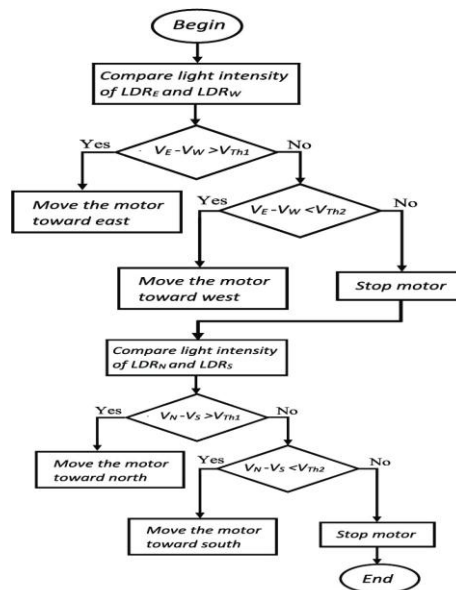 Begin
Compare light intensity
of LDRE and LDRW
VE-VW >VTh1
Yes
No
Move the motor
toward east
VE-VW <VTh2
Yes
No
Move the motor
toward west
Stop motor
Compare light intensity
of LDRN and LDRS
VN-VS >VTh1
Yes
No
Move the motor
toward north
VN-VS <VTh2
Yes
No
Move the motor
toward south
Stop motor
End